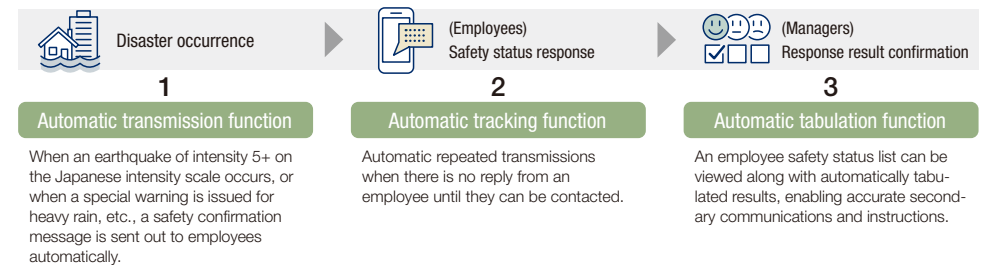 Disaster occurrence
(Employees)
Safety status response
(Managers)
Response result confirmation
1
Automatic transmission function
When an earthquake of intensity 5+ on
the Japanese intensity scale occurs, or
when a special warning is issued for
heavy rain, etc., a safety confirmation
message is sent out to employees
automatically.
2
Automatic tracking function
Automatic repeated transmissions
when there is no reply from an
employee until they can be contacted.
3
Automatic tabulation function
An employee safety status list can be
viewed along with automatically tabu-
lated results, enabling accurate second-
ary communications and instructions.